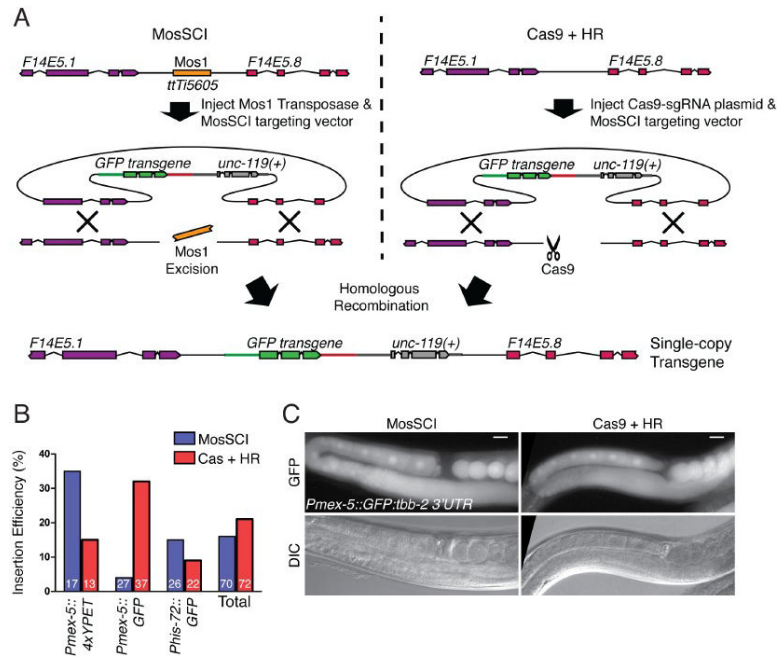 A
MosSCI
Cas9 + HR
F14E5.1
Mos1
F14E5.8
ttTi5605
F14E5.1
F14E5.8
Inject Mos1 Transposase &
MosSCI targeting vector
Inject Cas9-sgRNA plasmid &
MosSCI targeting vector
GFP transgene
unc-119(+)
GFP transgene
unc-119(+)
Mos1
Excision
Cas9
Homologous
Recombination
F14E5.1
GFP transgene
unc-119(+)
F14E5.8
Single-copy
Transgene
B
MosSCI
Cas + HR
Insertion Efficiency (%)
40
30
20
10
0
17
13
27
37
26
22
70
72
Pmex-5::
4xYPET
Pmex-5::
GFP
Phis-72::
GFP
Total
C
MosSCI
Cas9 + HR
GFP
Pmex-5::GFP:tbb-2 3'UTR
DIC